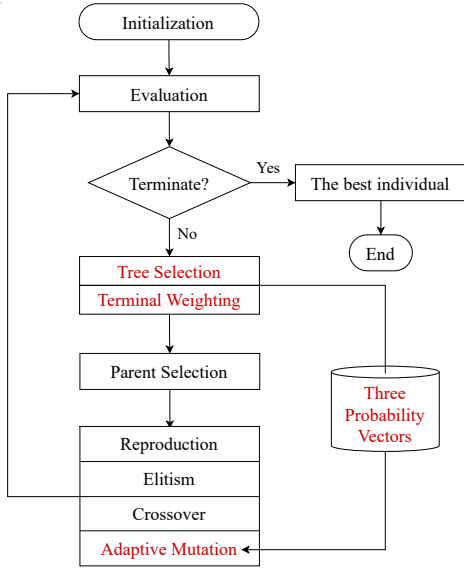 Initialization
Evaluation
Terminate?
Yes
The best individual
No
End
Tree Selection
Terminal Weighting
Parent Selection
Three
Probability
Vectors
Reproduction
Elitism
Crossover
Adaptive Mutation